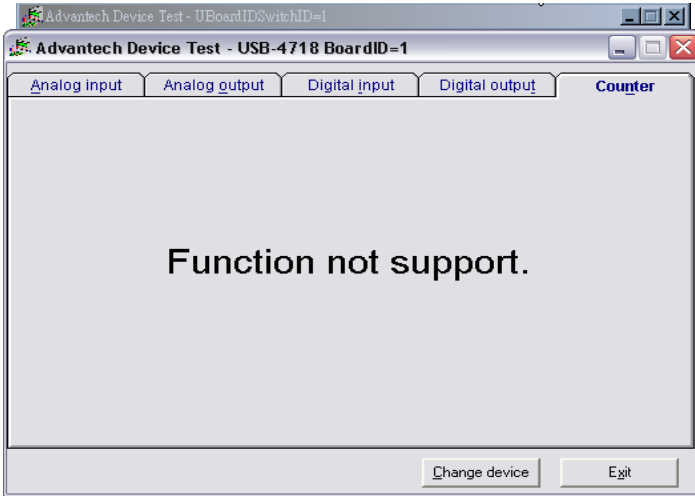 Advantech Device Test - UBoardIDSwitchID=1
Advantech Device Test - USB-4718 BoardID=1
Analog input Analog output Digital input Digital output Counter
Function not support.
Change device Exit